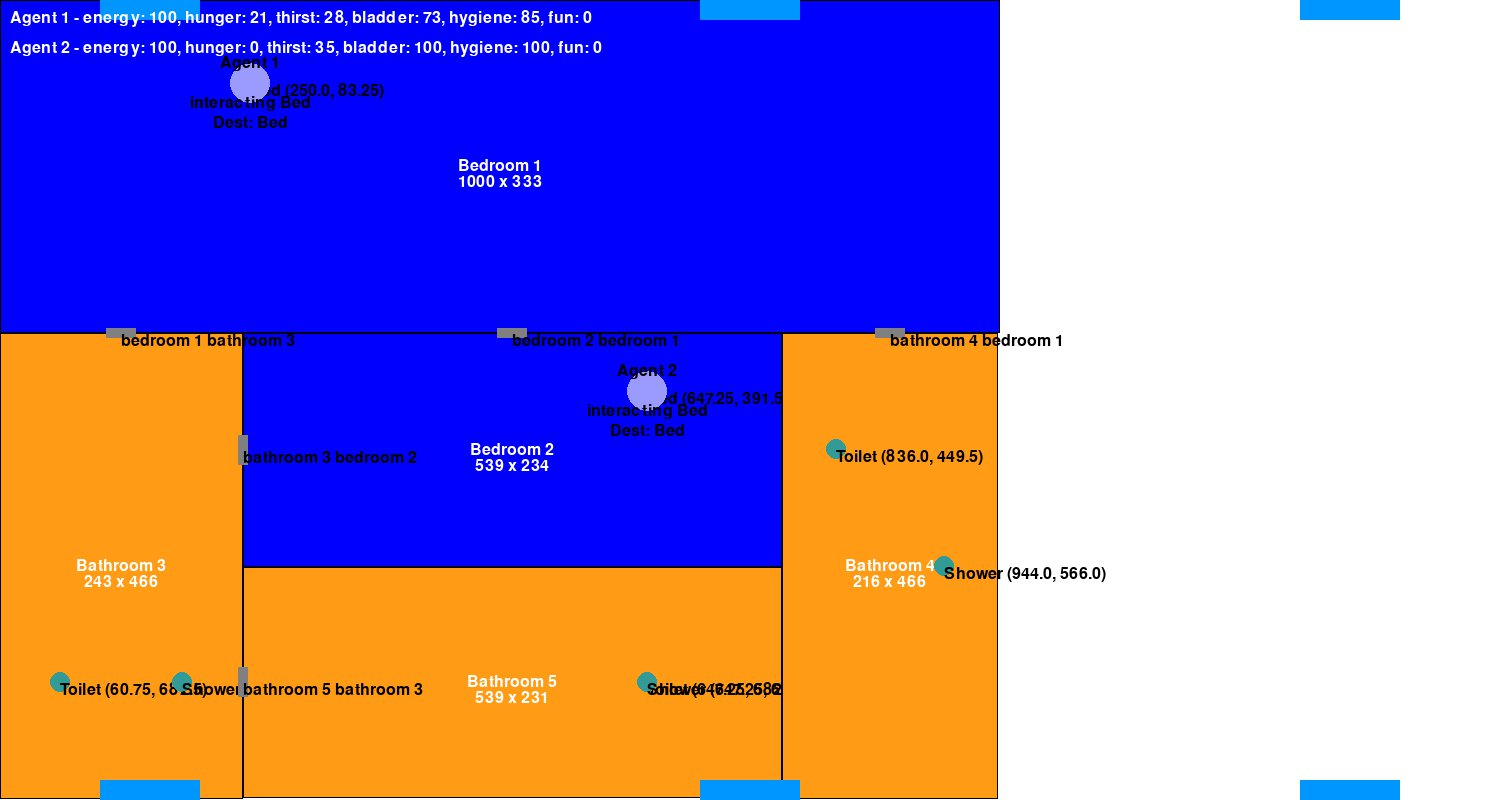 Agent 1 - energy: 100, hunger: 21, thirst: 28, bladder: 73, hygiene: 85, fun: 0
Agent 2 - energy: 100, hunger: 0, thirst: 35, bladder: 100, hygiene: 100, fun: 0
Agent 1
(250.0, 83.25)
Interacting Bed
Dest: Bed
Bedroom 1
1000 x 333
bedroom 1 bathroom 3
bedroom 2 bedroom 1
bathroom 4 bedroom 1
Agent 2
(647.25, 391.5
Interacting Bed
Dest: Bed
Bedroom 2
539 x 234
bathroom 3 bedroom 2
Toilet (836.0, 449.5)
Bathroom 3
243 x 466
Bathroom 4
216 x 466
Shower (944.0, 566.0)
Toilet (60.75,
Shower
bathroom 5 bathroom 3
Bathroom 5
539 x 231